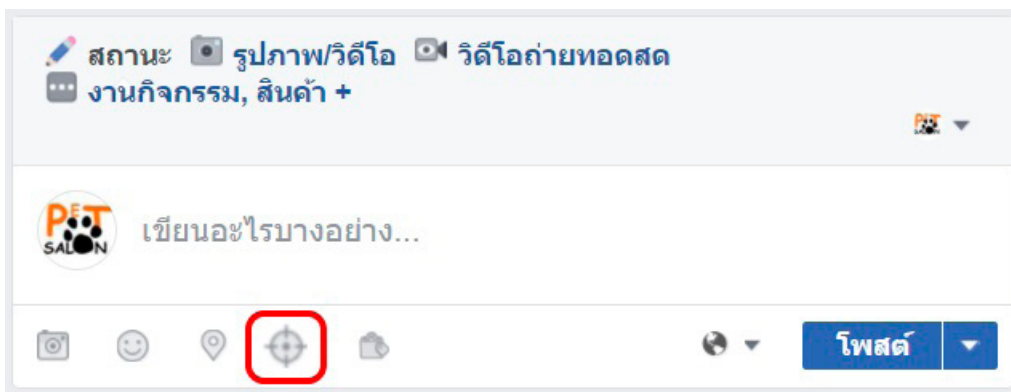 สถานะ รูปภาพ/วิดีโอ วิดีโอถ่ายทอดสด
งานกิจกรรม, สินค้า +
PET
SALON
เขียนอะไรบางอย่าง...
โพสต์